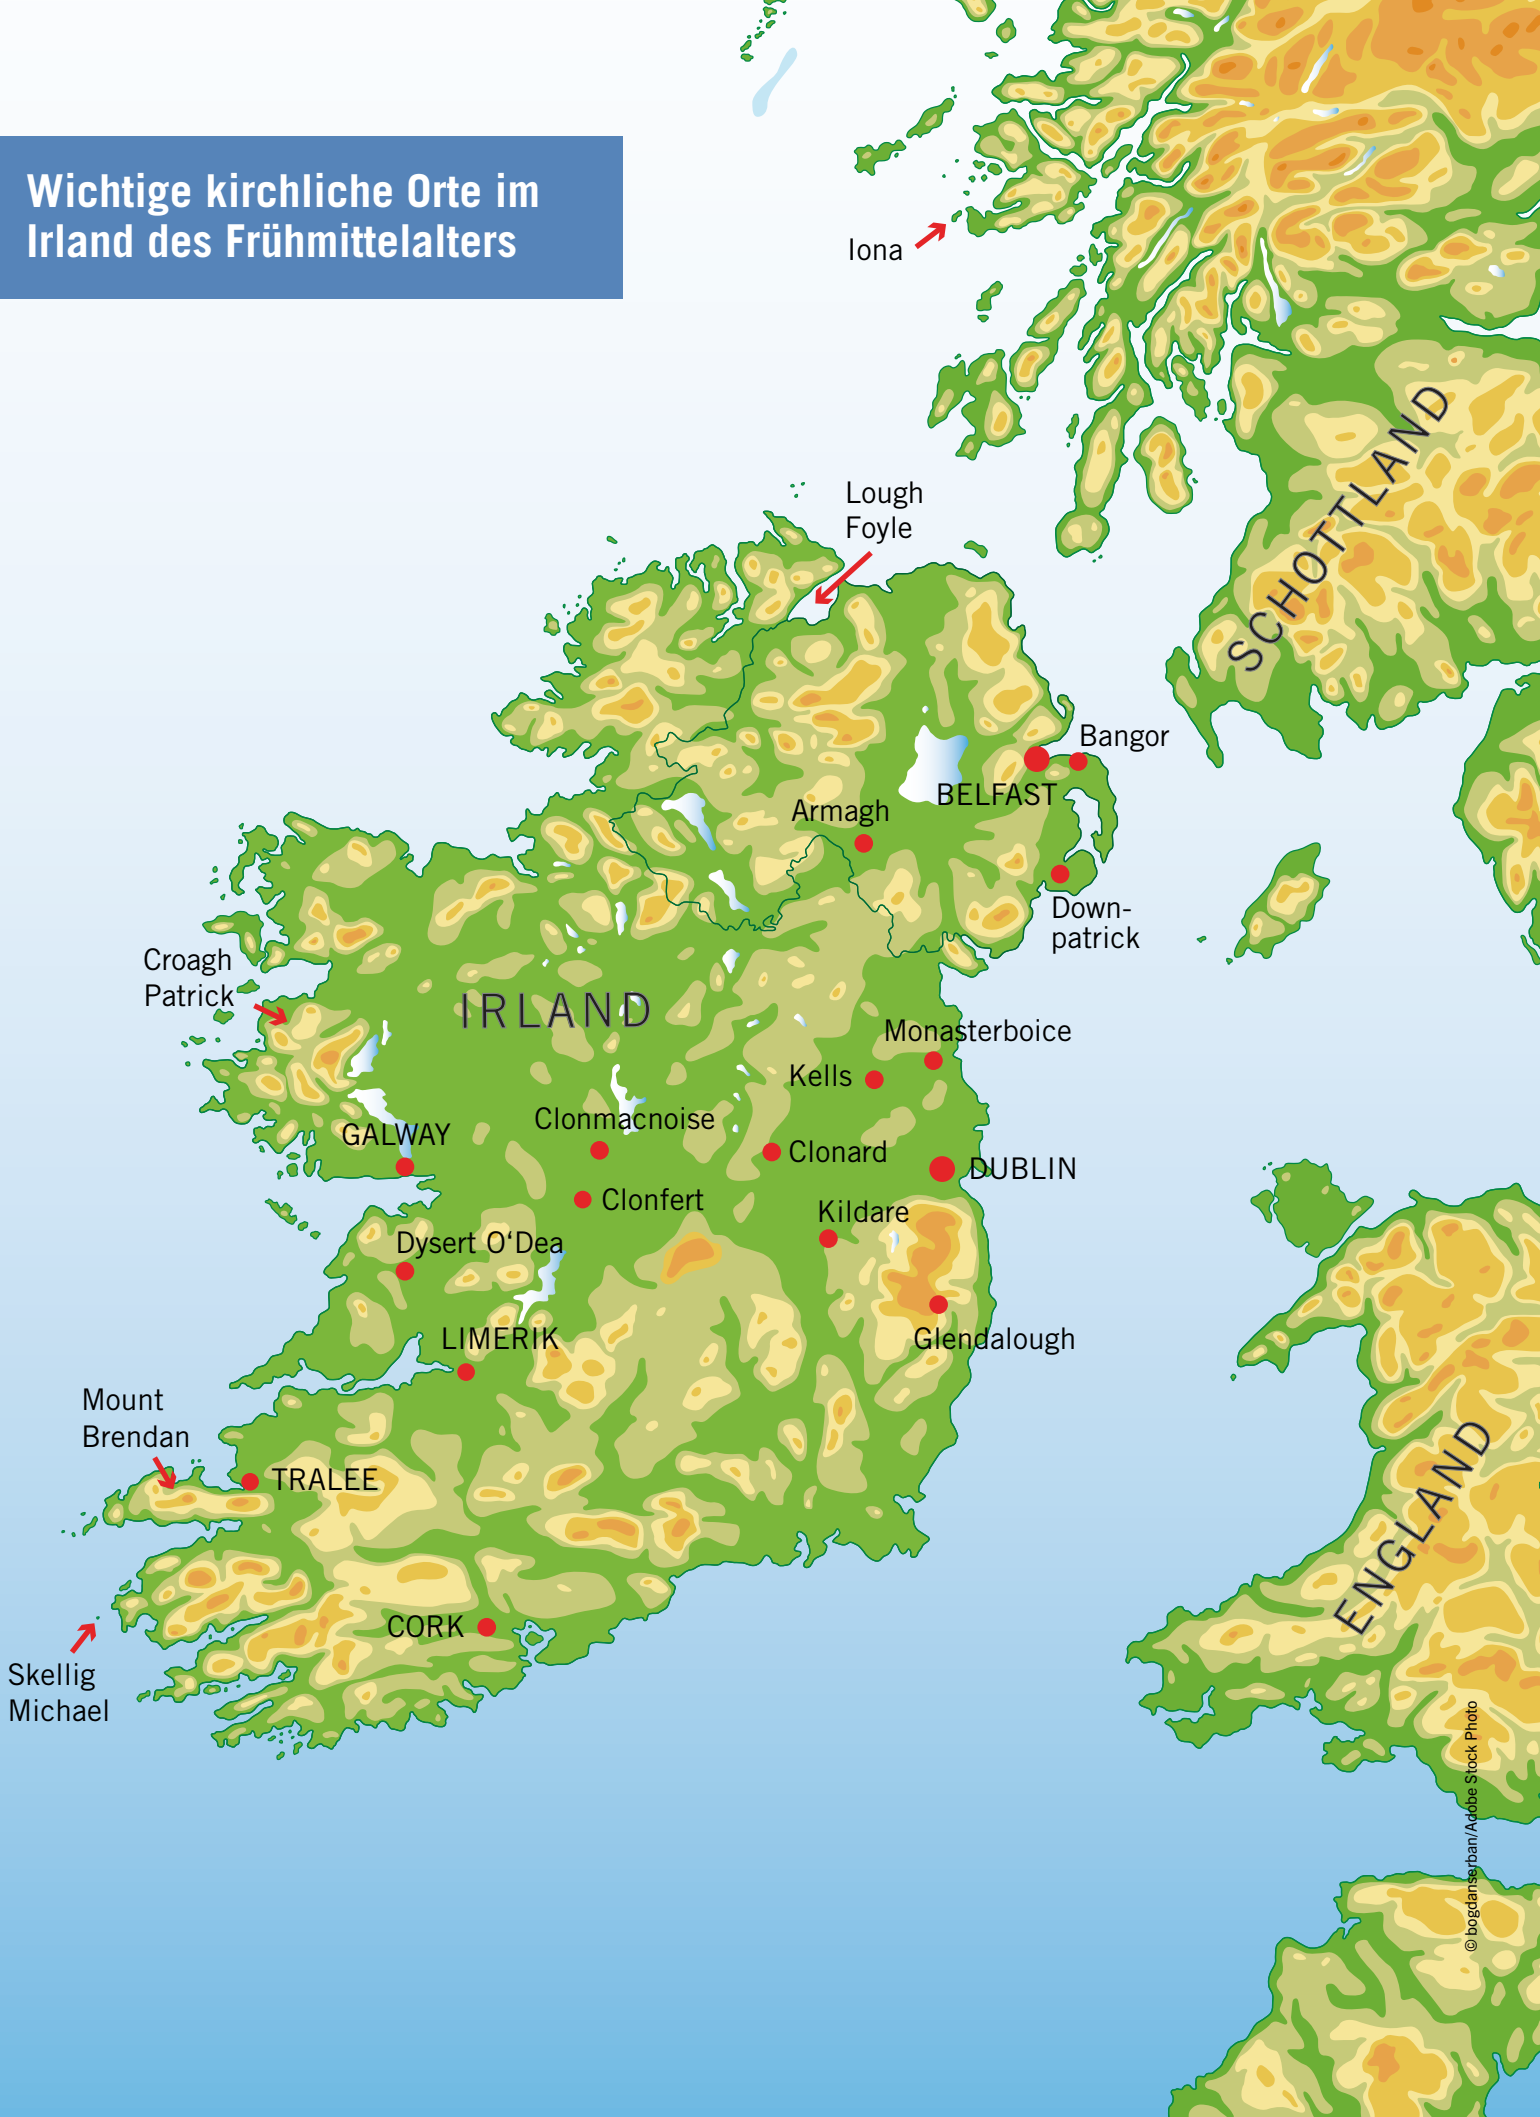 Wichtige kirchliche Orte im
Irland des Frühmittelalters
Iona
SCHOTTLAND
Lough
Foyle
Bangor
BELFAST
Armagh
Down-
patrick
Croagh
Patrick
IRLAND
Monasterboice
Kells
Clonmacnoise
GALWAY
Clonard
DUBLIN
Clonfert
Kildare
Dysert O‘Dea
LIMERIK
Glendalough
Mount
Brendan
TRALEE
ENGLAND
CORK
Skellig
Michael
© bogdanserban/Adobe Stock Photo